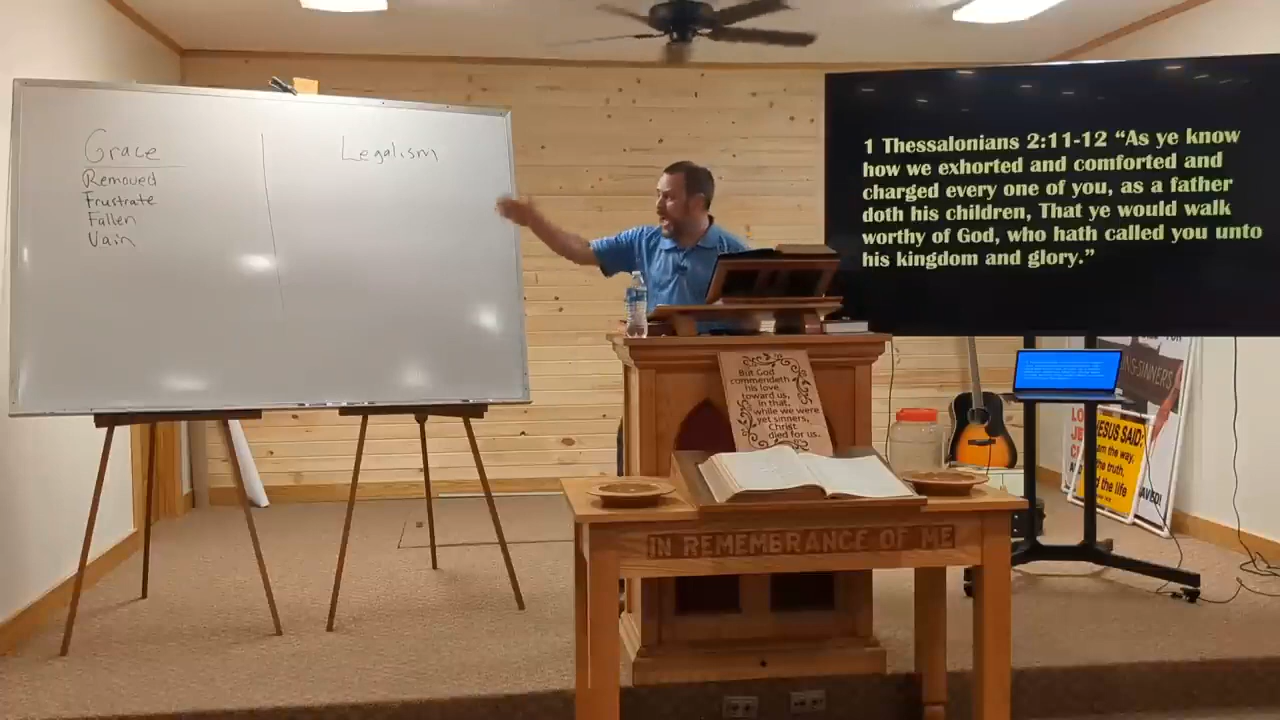 Grace
Removed
Frustrate
Fallen
Vain
Legalism
1 Thessalonians 2:11-12 “As ye know
how we exhorted and comforted and
charged every one of you, as a father
doth his children, That ye would walk
worthy of God, who hath called you unto
his kingdom and glory.”
But God
commendeth
his love
toward us,
in that,
while we were
yet sinners,
Christ
died for us.
IN REMEMBRANCE OF ME
JESUS SAID:
the way,
the truth,
the life